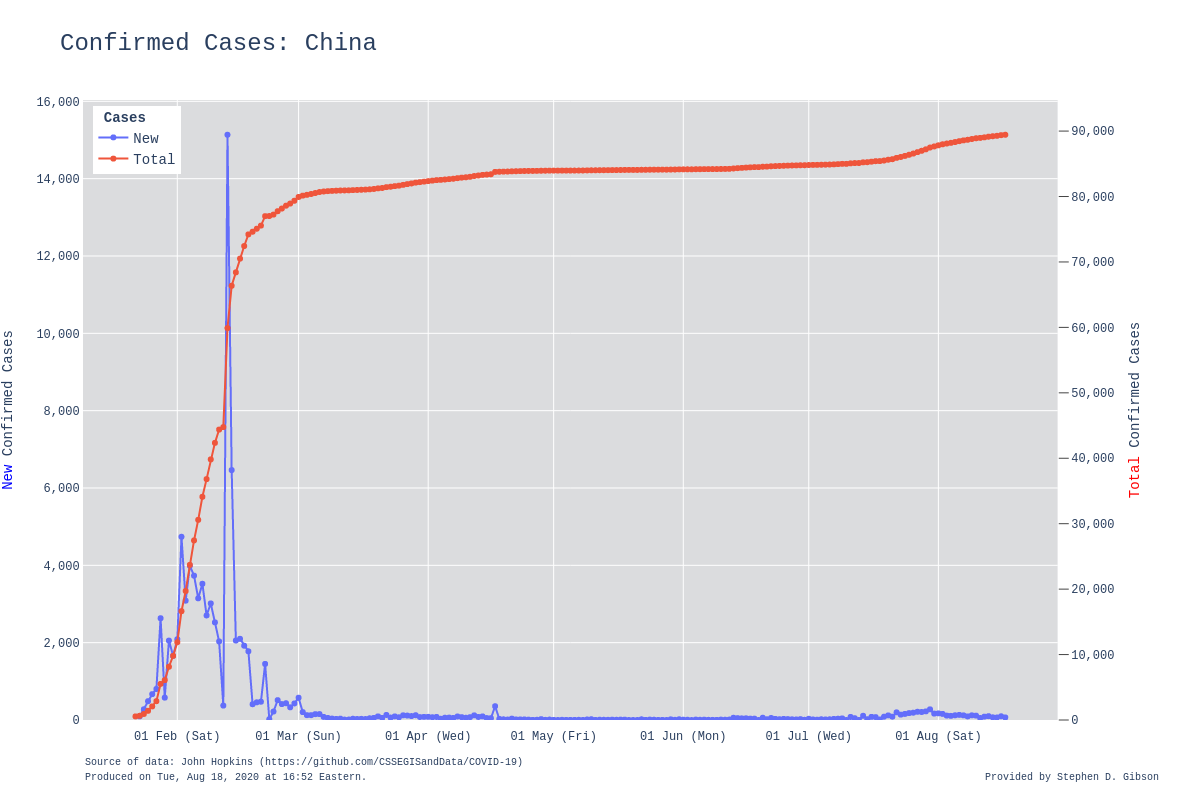 Confirmed Cases: China
Cases
New
Total
16,000
14,000
12,000
10,000
8,000
6,000
4,000
2,000
0
New Confirmed Cases
90,000
80,000
70,000
60,000
50,000
40,000
30,000
20,000
10,000
0
Total Confirmed Cases
01 Feb (Sat) 01 Mar (Sun) 01 Apr (Wed) 01 May (Fri) 01 Jun (Mon) 01 Jul (Wed) 01 Aug (Sat)
Source of data: John Hopkins (https://github.com/CSSEGISandData/COVID-19)
Produced on Tue, Aug 18, 2020 at 16:52 Eastern.
Provided by Stephen D. Gibson